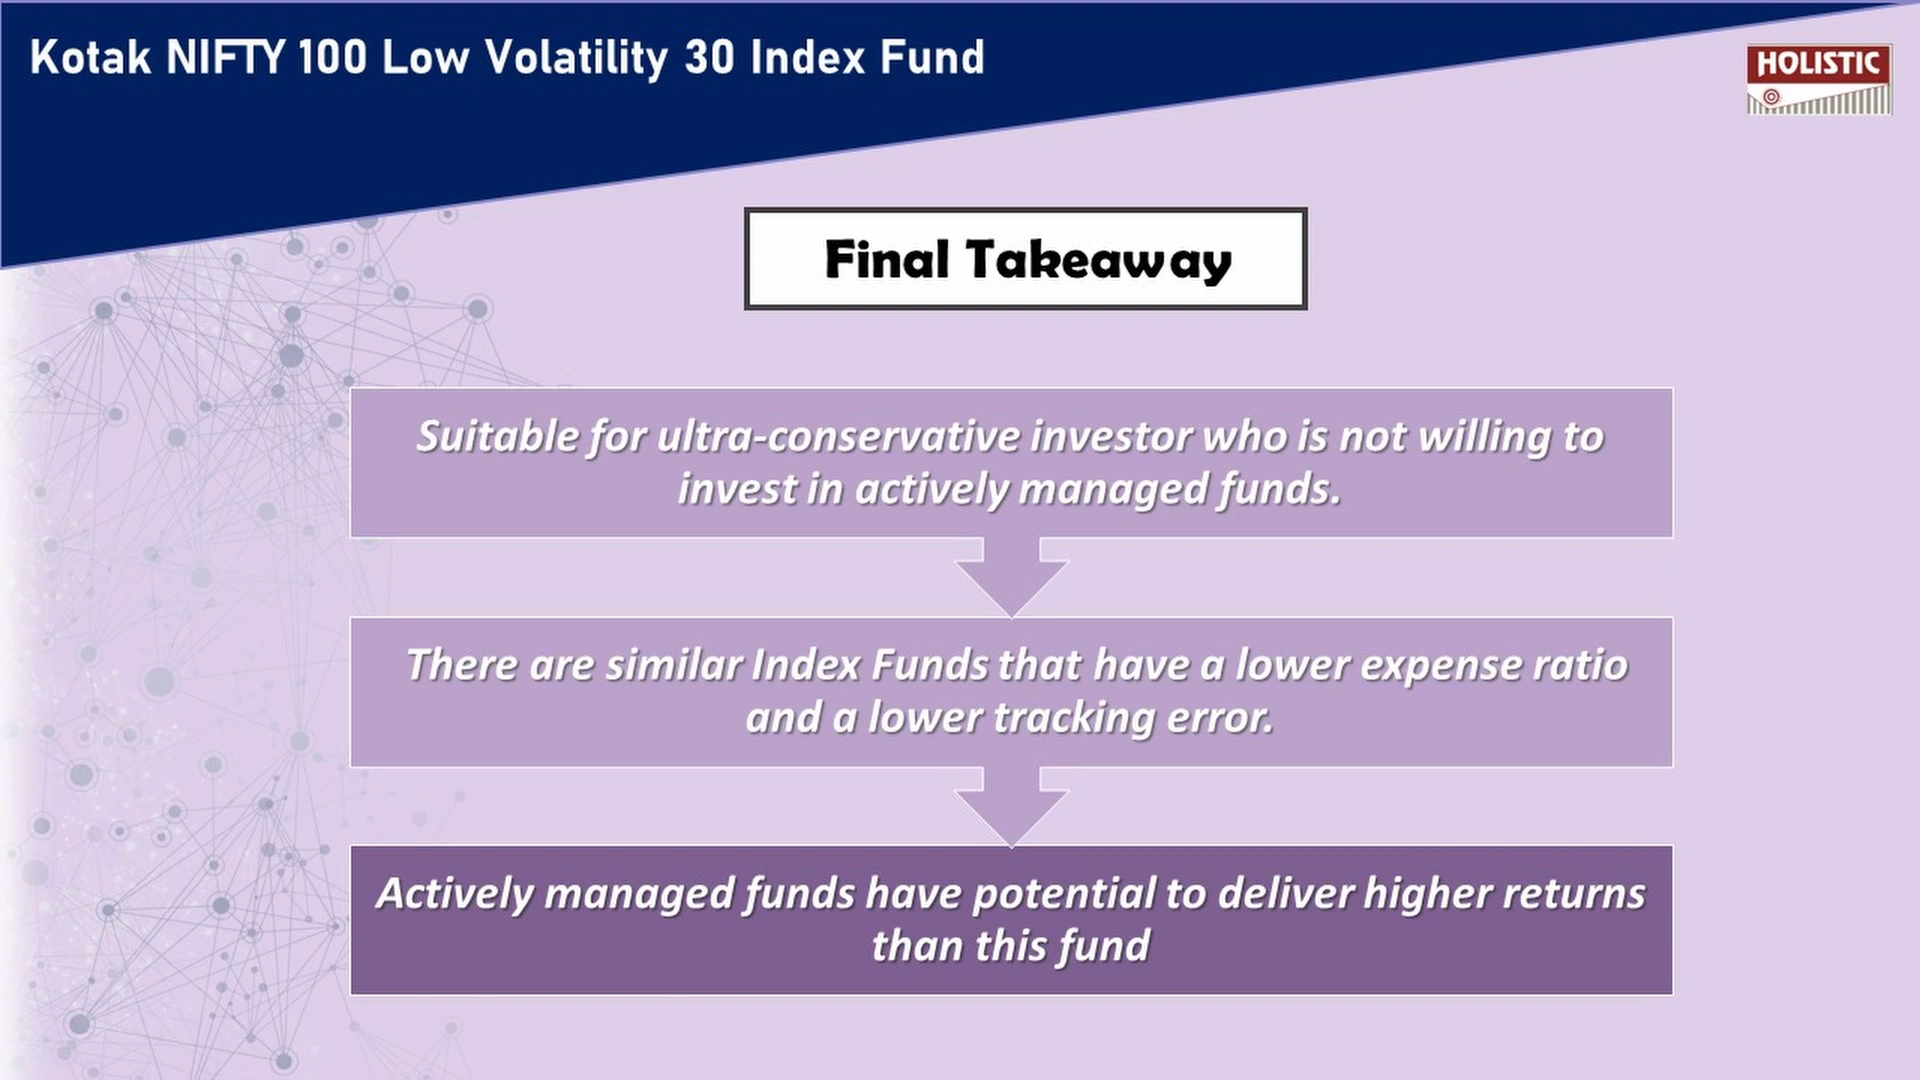 Kotak NIFTY 100 Low Volatility 30 Index Fund
HOLISTIC
Final Takeaway
Suitable for ultra-conservative investor who is not willing to
invest in actively managed funds.
There are similar Index Funds that have a lower expense ratio
and a lower tracking error.
Actively managed funds have potential to deliver higher returns
than this fund